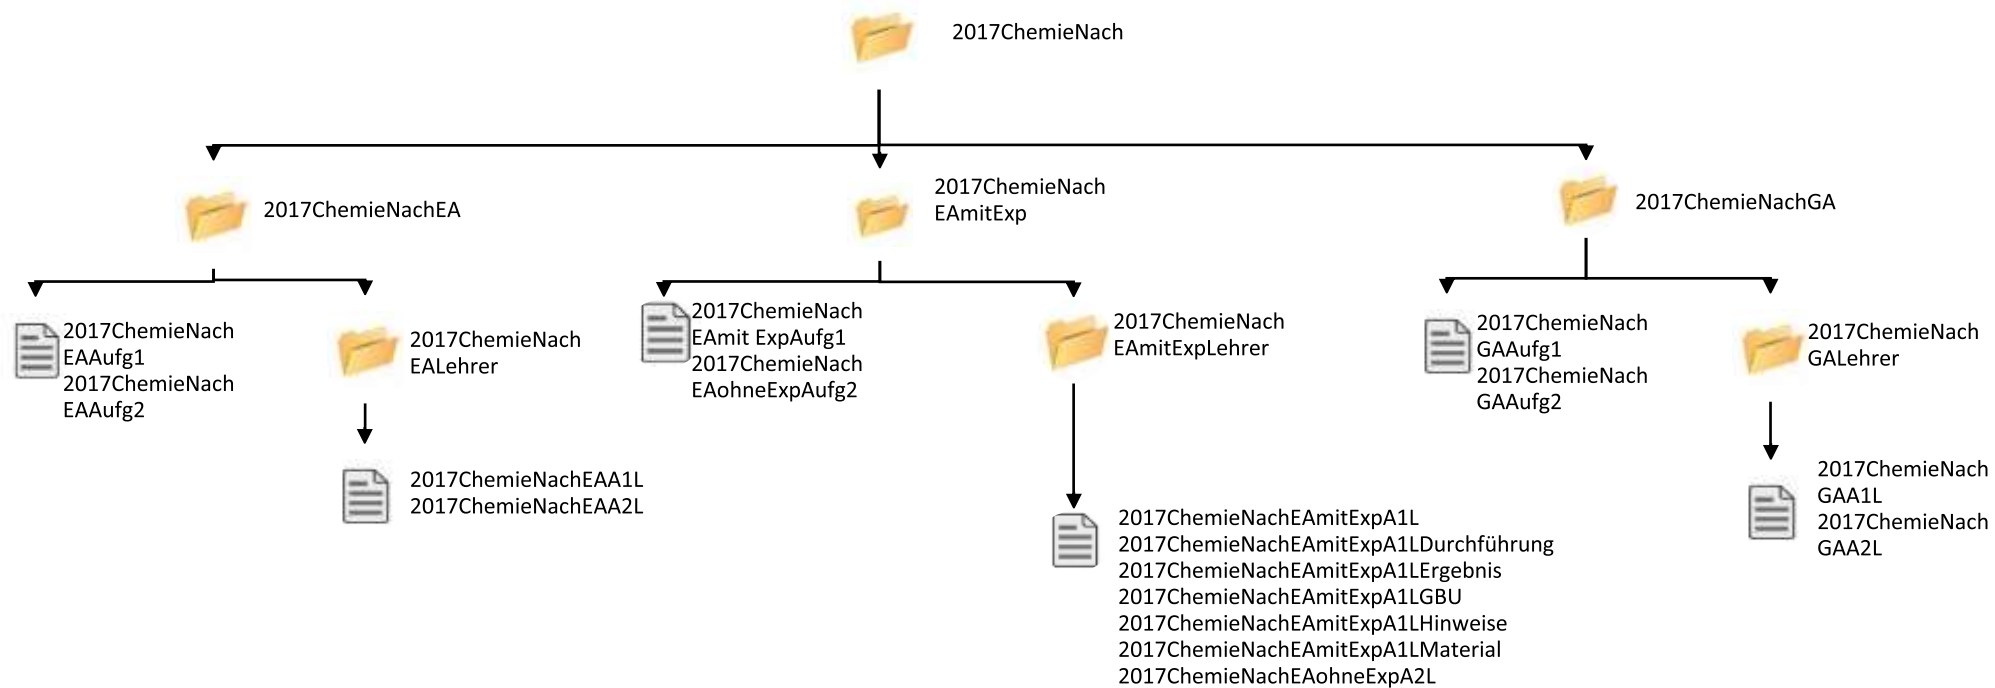 2017ChemieNach
2017ChemieNachEA
2017ChemieNach
EAmitExp
2017ChemieNachGA
2017ChemieNach
EAAufg1
2017ChemieNach
EAAufg2
2017ChemieNach
EALehrer
2017ChemieNach
EAmit ExpAufg1
2017ChemieNach
EAohneExpAufg2
2017ChemieNach
EAmitExpLehrer
2017ChemieNach
GAAufg1
2017ChemieNach
GAAufg2
2017ChemieNach
GALehrer
2017ChemieNachEAA1L
2017ChemieNachEAA2L
2017ChemieNachEAmitExpA1L
2017ChemieNachEAmitExpA1LDurchführung
2017ChemieNachEAmitExpA1LErgebnis
2017ChemieNachEAmitExpA1LGBU
2017ChemieNachEAmitExpA1LHinweise
2017ChemieNachEAmitExpA1LMaterial
2017ChemieNachEAohneExpA2L
2017ChemieNach
GAA1L
2017ChemieNach
GAA2L